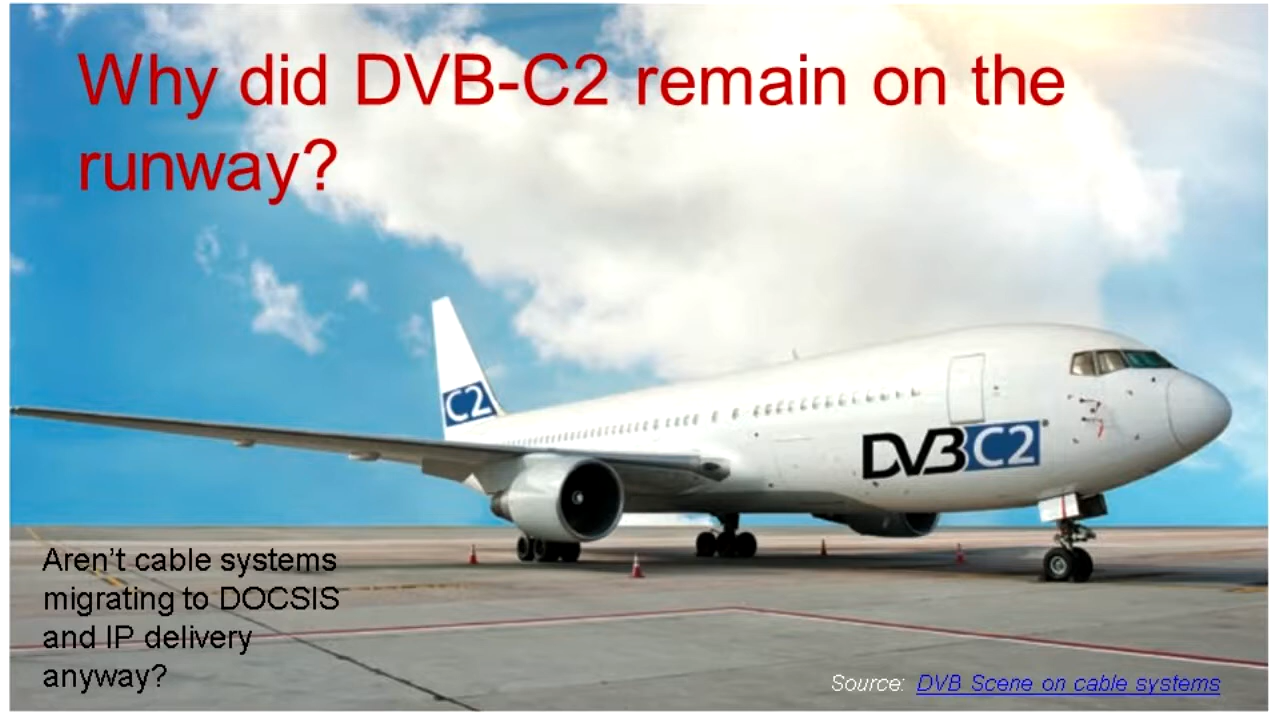 Why did DVB-C2 remain on the
runway?
C2
DVB C2
Aren't cable systems
migrating to DOCSIS
and IP delivery
anyway?
Source: DVB Scene on cable systems